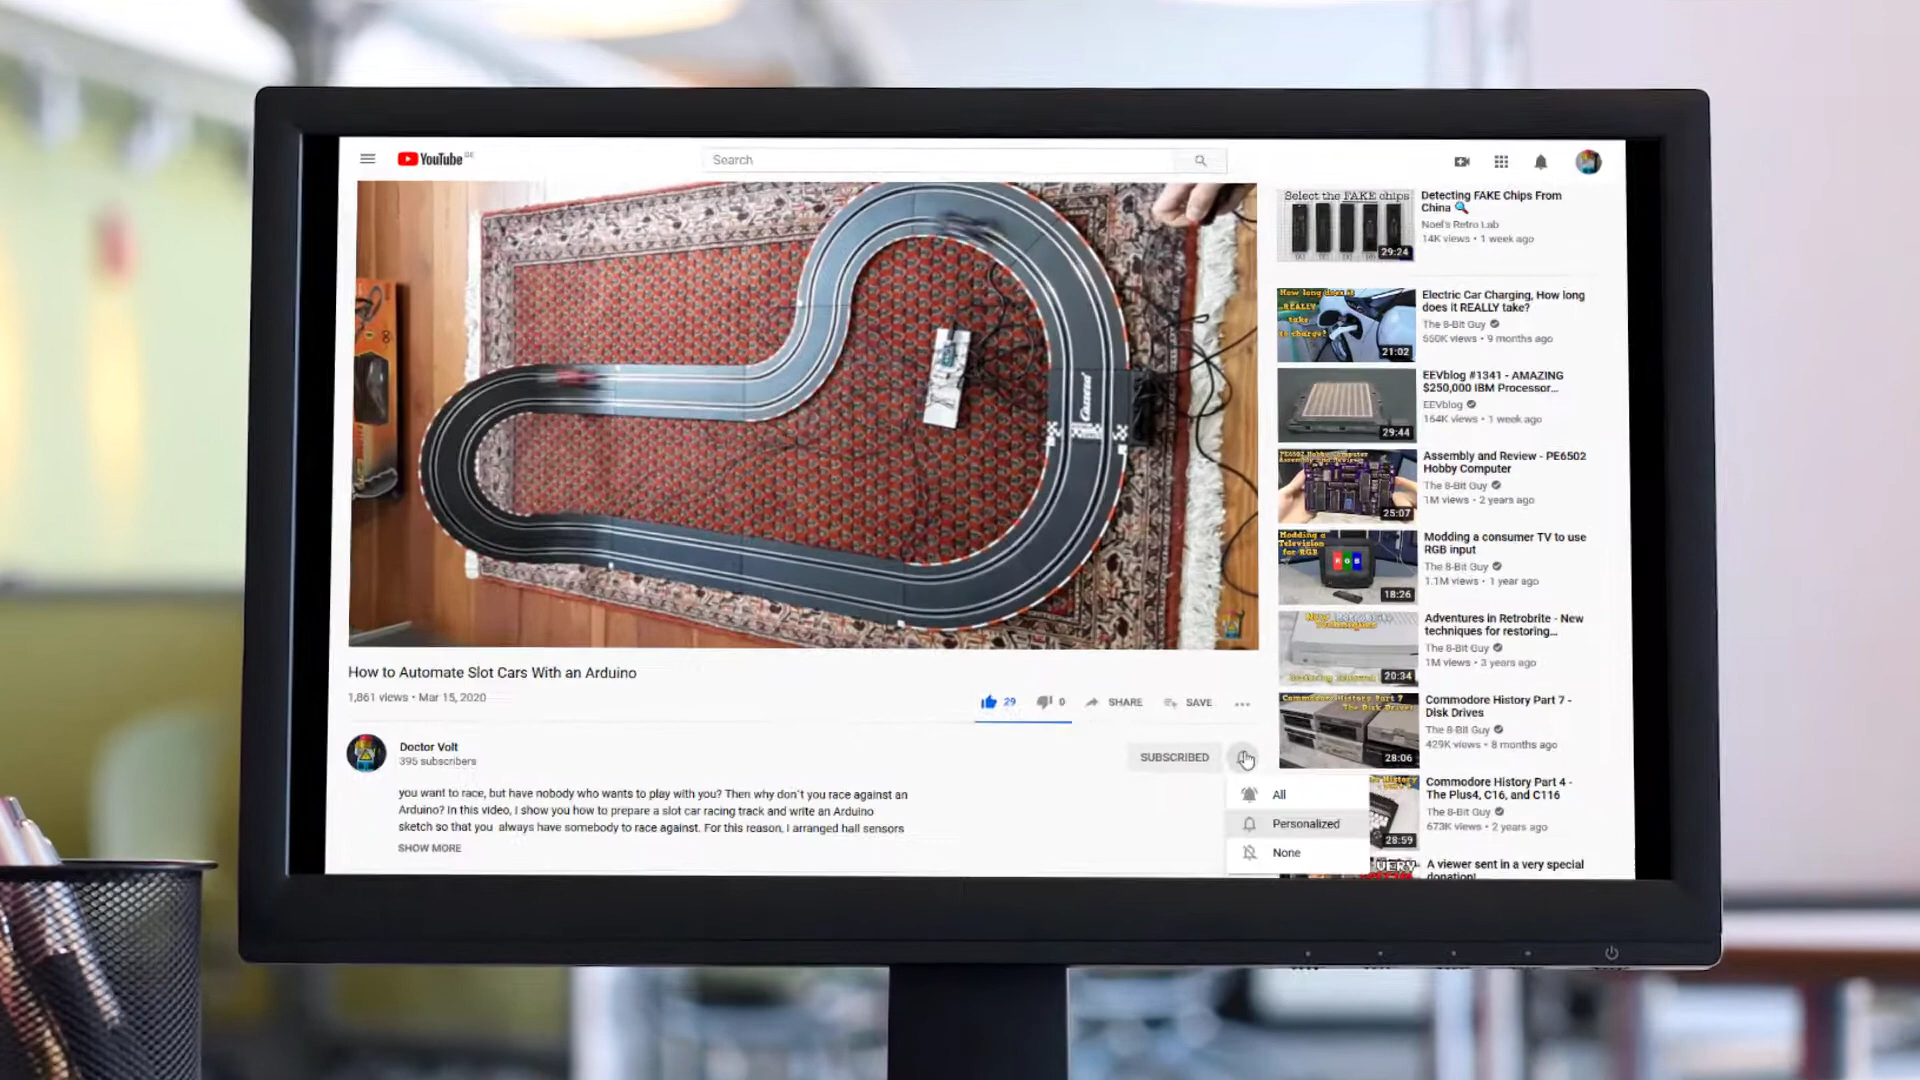 YouTube DE
Search
Carrera
How to Automate Slot Cars With an Arduino
1,861 views • Mar 15, 2020
29
0
SHARE
SAVE
Doctor Volt
395 subscribers
SUBSCRIBED
you want to race, but have nobody who wants to play with you? Then why don't you race against an
Arduino? In this video, I show you how to prepare a slot car racing track and write an Arduino
sketch so that you always have somebody to race against. For this reason, I arranged hall sensors
SHOW MORE
All
Personalized
None
Select the FAKE chips
29:24
Detecting FAKE Chips From
China
Noel's Retro Lab
14K views • 1 week ago
How long does it
REALLY
take
to charge?
21:02
Electric Car Charging, How long
does it REALLY take?
The 8-Bit Guy
550K views • 9 months ago
29:44
EEVblog #1341 - AMAZING
$250,000 IBM Processor...
EEVblog
164K views • 1 week ago
PE6502 Hobby Computer
Assembly and Review
25:07
Assembly and Review - PE6502
Hobby Computer
The 8-Bit Guy
1M views • 2 years ago
Modding a
Television
for RGB
R G B
18:26
Modding a consumer TV to use
RGB input
The 8-Bit Guy
1.1M views • 1 year ago
20:34
Adventures in Retrobrite - New
techniques for restoring...
The 8-Bit Guy
1M views • 3 years ago
Commodore History Part 7
The Disk Drives
28:06
Commodore History Part 7 -
Disk Drives
The 8-Bit Guy
429K views • 8 months ago
28:59
Commodore History Part 4 -
The Plus4, C16, and C116
The 8-Bit Guy
673K views • 2 years ago
A viewer sent in a very special
donation!